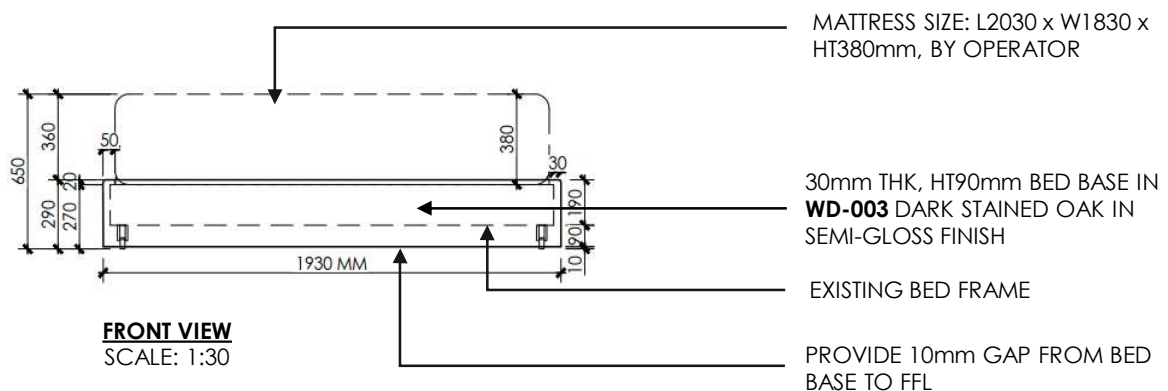 MATTRESS SIZE: L2030 x W1830 x
HT380mm, BY OPERATOR
650
360
50
380
30
20
290
270
190
90
10
1930 MM
30mm THK, HT90mm BED BASE IN
WD-003 DARK STAINED OAK IN
SEMI-GLOSS FINISH
EXISTING BED FRAME
FRONT VIEW
SCALE: 1:30
PROVIDE 10mm GAP FROM BED
BASE TO FFL